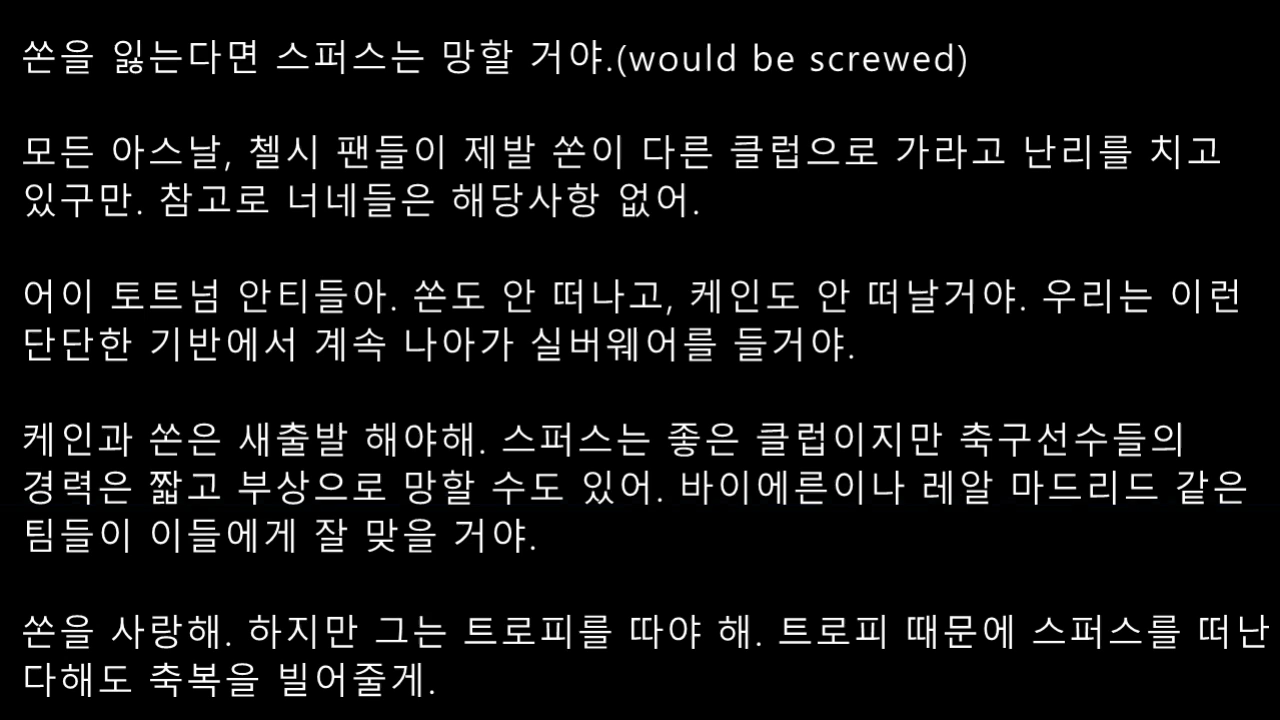 쏜을 잃는다면 스퍼스는 망할 거야.(would be screwed)
모든 아스날, 첼시 팬들이 제발 쏜이 다른 클럽으로 가라고 난리를 치고
있구만. 참고로 너네들은 해당사항 없어.
어이 토트넘 안티들아. 쏜도 안 떠나고, 케인도 안 떠날거야. 우리는 이런
단단한 기반에서 계속 나아가 실버웨어를 들거야.
케인과 쏜은 새출발 해야해. 스퍼스는 좋은 클럽이지만 축구선수들의
경력은 짧고 부상으로 망할 수도 있어. 바이에른이나 레알 마드리드 같은
팀들이 이들에게 잘 맞을 거야.
쏜을 사랑해. 하지만 그는 트로피를 따야 해. 트로피 때문에 스퍼스를 떠난
다해도 축복을 빌어줄게.